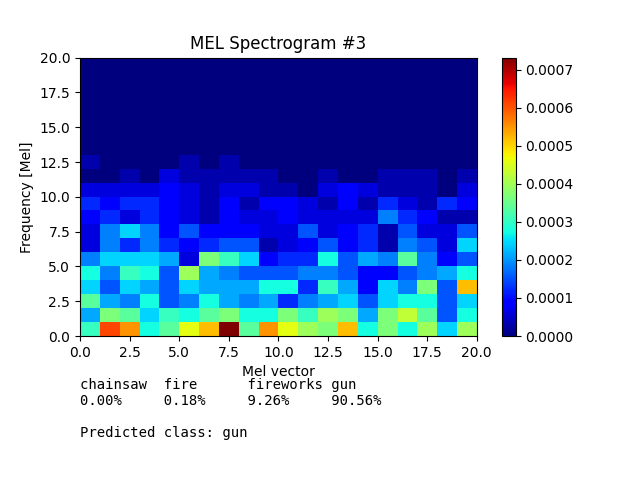 MEL Spectrogram #3
20.0
17.5
15.0
12.5
10.0
7.5
5.0
2.5
0.0
Frequency [Mel]
0.0 2.5 5.0 7.5 10.0 12.5 15.0 17.5 20.0
Mel vector
0.0007
0.0006
0.0005
0.0004
0.0003
0.0002
0.0001
0.0000
chainsaw fire fireworks gun
0.00% 0.18% 9.26% 90.56%
Predicted class: gun